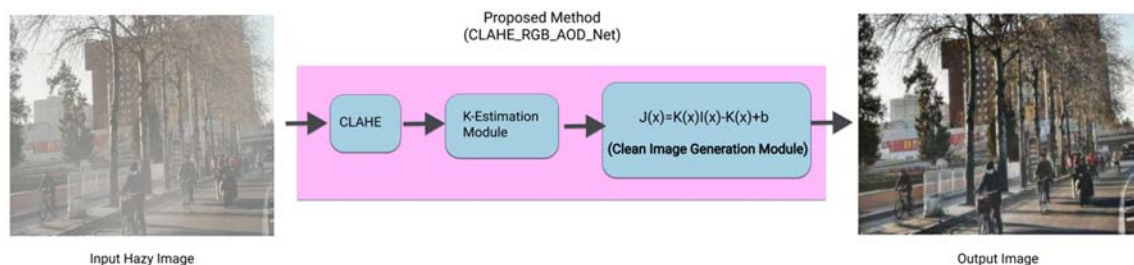 Proposed Method
(CLAHE_RGB_AOD_Net)
CLAHE
K-Estimation
Module
J(x)=K(x)I(x)-K(x)+b
(Clean Image Generation Module)
Input Hazy Image
Output Image